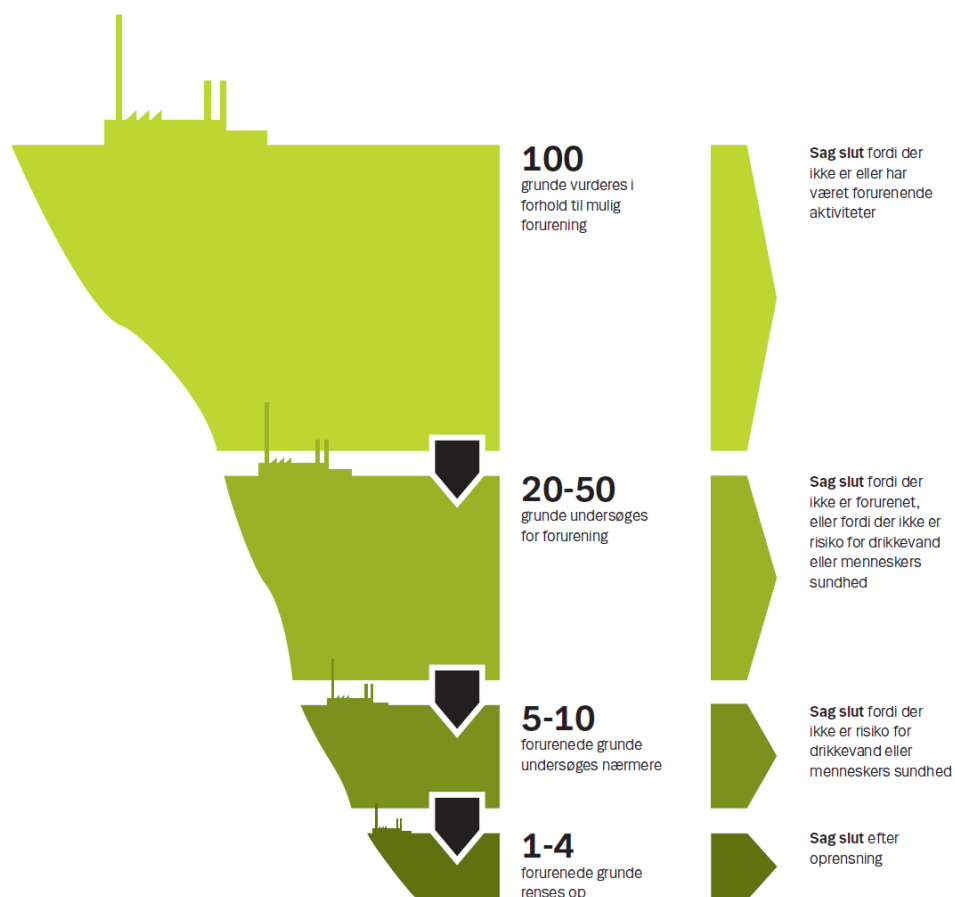 100
grunde vurderes i
forhold til mulig
forurening
Sag slut fordi der
ikke er eller har
været forurenende
aktiviteter
20-50
grunde undersøges
for forurening
Sag slut fordi der
ikke er forurenet,
eller fordi der ikke er
risiko for drikkevand
eller menneskers
sundhed
5-10
forurenede grunde
undersøges nærmere
Sag slut fordi der
ikke er risiko for
drikkevand eller
menneskers sundhed
1-4
forurenede grunde
renses op
Sag slut efter
oprensning